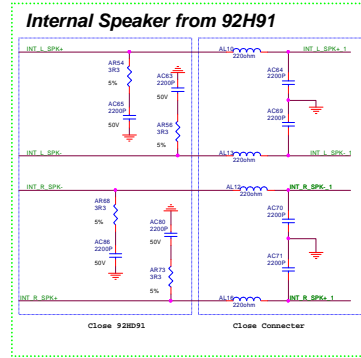 Internal Speaker from 92H91
INT_L_SPK+
AL10
220ohm
INT_L_SPK+_1
AR54
3R3
5%
AC63
2200P
50V
AC64
2200P
AC65
2200P
50V
AR56
3R3
5%
AC69
2200P
INT_L_SPK-
AL13
220ohm
INT_L_SPK-_1
INT_R_SPK-
AL12
220ohm
INT_R_SPK-_1
AR68
3R3
5%
AC80
2200P
50V
AC70
2200P
AC86
2200P
50V
AR73
3R3
5%
AC71
2200P
INT_R_SPK+
AL16
220ohm
INT_R_SPK+_1
Close 92HD91
Close Connecter